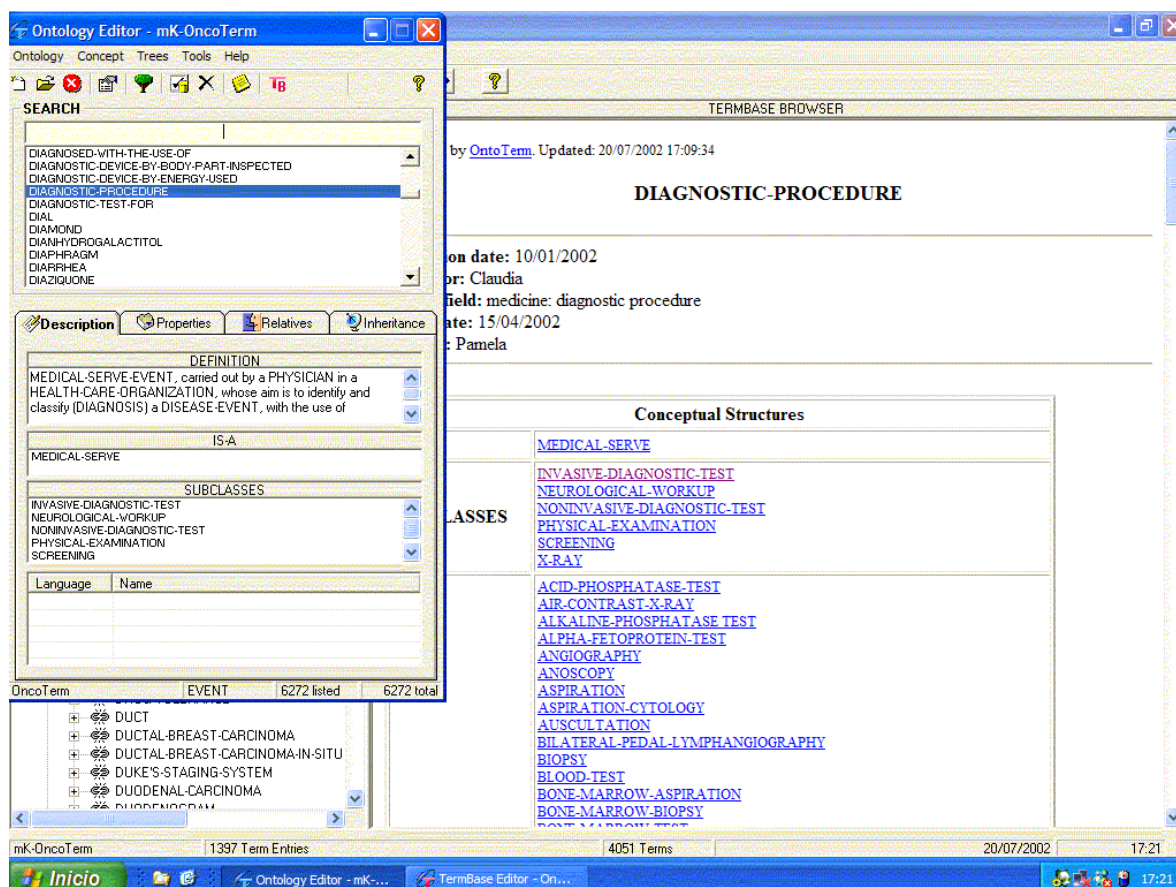 Ontology Editor - mK-OncoTerm
Ontology Concept Trees Tools Help
SEARCH
DIAGNOSED-WITH-THE-USE-OF
DIAGNOSTIC-DEVICE-BY-BODY-PART-INSPECTED
DIAGNOSTIC-DEVICE-BY-ENERGY-USED
DIAGNOSTIC-PROCEDURE
DIAGNOSTIC-TEST-FOR
DIAL
DIAMOND
DIANHYDROGALACTITOL
DIAPHRAGM
DIARRHEA
DIAZIQUONE
Description Properties Relatives Inheritance
DEFINITION
MEDICAL-SERVE-EVENT, carried out by a PHYSICIAN in a
HEALTH-CARE-ORGANIZATION, whose aim is to identify and
classify (DIAGNOSIS) a DISEASE-EVENT, with the use of
IS-A
MEDICAL-SERVE
SUBCLASSES
INVASIVE-DIAGNOSTIC-TEST
NEUROLOGICAL-WORKUP
NONINVASIVE-DIAGNOSTIC-TEST
PHYSICAL-EXAMINATION
SCREENING
Language Name
OncoTerm EVENT 6272 listed 6272 total
DUCT
DUCTAL-BREAST-CARCINOMA
DUCTAL-BREAST-CARCINOMA-IN-SITU
DUKE'S-STAGING-SYSTEM
DUODENAL-CARCINOMA
DUODENOGRAM
TERMBASE BROWSER
by OntoTerm. Updated: 20/07/2002 17:09:34
DIAGNOSTIC-PROCEDURE
on date: 10/01/2002
or: Claudia
field: medicine: diagnostic procedure
ate: 15/04/2002
: Pamela
Conceptual Structures
MEDICAL-SERVE
LASSES
INVASIVE-DIAGNOSTIC-TEST
NEUROLOGICAL-WORKUP
NONINVASIVE-DIAGNOSTIC-TEST
PHYSICAL-EXAMINATION
SCREENING
X-RAY
ACID-PHOSPHATASE-TEST
AIR-CONTRAST-X-RAY
ALKALINE-PHOSPHATASE TEST
ALPHA-FETOPROTEIN-TEST
ANGIOGRAPHY
ANOSCOPY
ASPIRATION
ASPIRATION-CYTOLOGY
AUSCULTATION
BILATERAL-PEDAL-LYMPHANGIOGRAPHY
BIOPSY
BLOOD-TEST
BONE-MARROW-ASPIRATION
BONE-MARROW-BIOPSY
BONE-MARROW-TEST
mK-OncoTerm 1397 Term Entries 4051 Terms 20/07/2002 17:21
Inicio Ontology Editor - mK-... TermBase Editor - On... 17:21